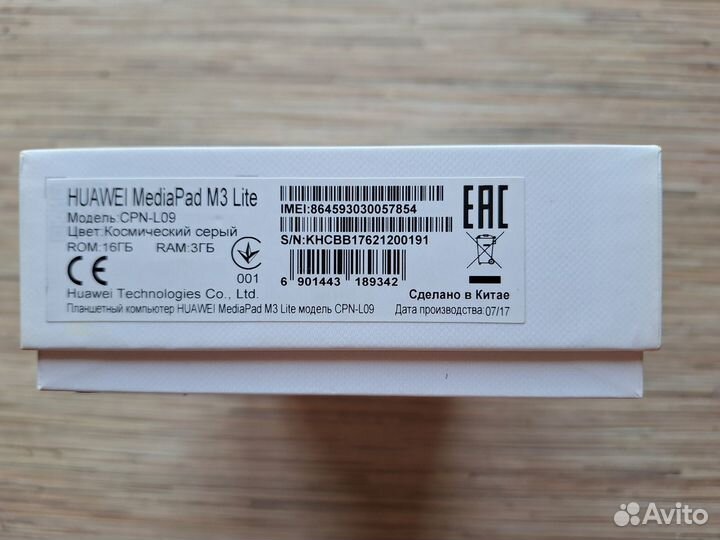 HUAWEI MediaPad M3 Lite
Модель:CPN-L09
Цвет:Космический серый
ROM:16ГБ RAM:3ГБ
CE
001
Huawei Technologies Co., Ltd.
Планшетный компьютер HUAWEI MediaPad M3 Lite модель CPN-L09
IMEI:864593030057854
S/N:KHCBB17621200191
6 901443 189342
EAC
Сделано в Китае
Дата производства:07/17
Avito